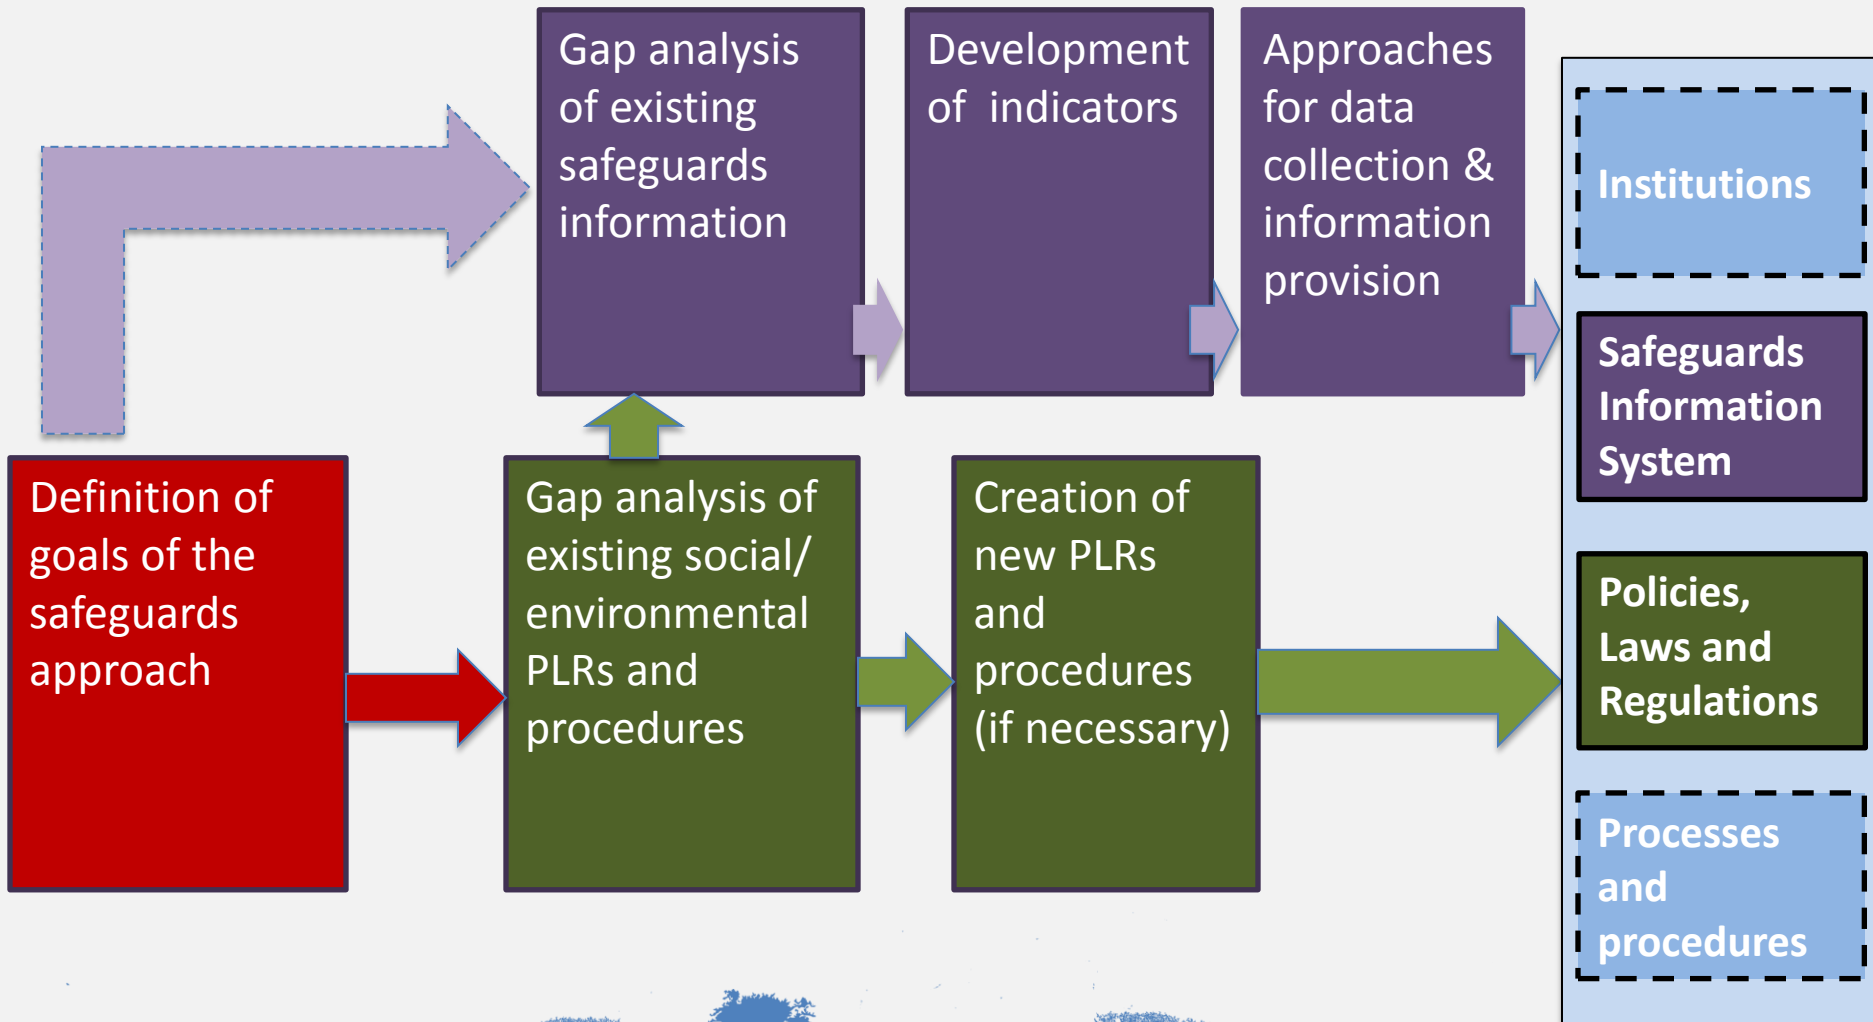 Gap analysis
of existing
safeguards
information
Development
of indicators
Approaches
for data
collection &
information
provision
Institutions
Safeguards
Information
System
Definition of
goals of the
safeguards
approach
Gap analysis of
existing social/
environmental
PLRs and
procedures
Creation of
new PLRs
and
procedures
(if necessary)
Policies,
Laws and
Regulations
Processes
and
procedures